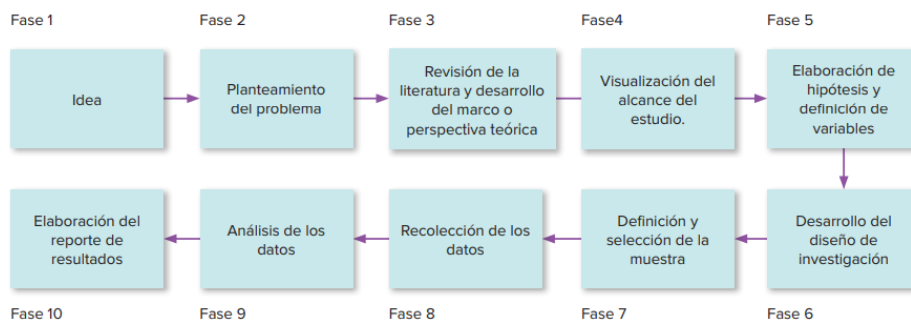 Fase 1
Fase 2
Fase 3
Fase4
Fase 5
Idea
Planteamiento
del problema
Revisión de la
literatura y desarrollo
del marco o
perspectiva teórica
Visualización del
alcance del
estudio.
Elaboración de
hipótesis y
definición de
variables
Elaboración del
reporte de
resultados
Análisis de los
datos
Recolección de los
datos
Definición y
selección de la
muestra
Desarrollo del
diseño de
investigación
Fase 10
Fase 9
Fase 8
Fase 7
Fase 6